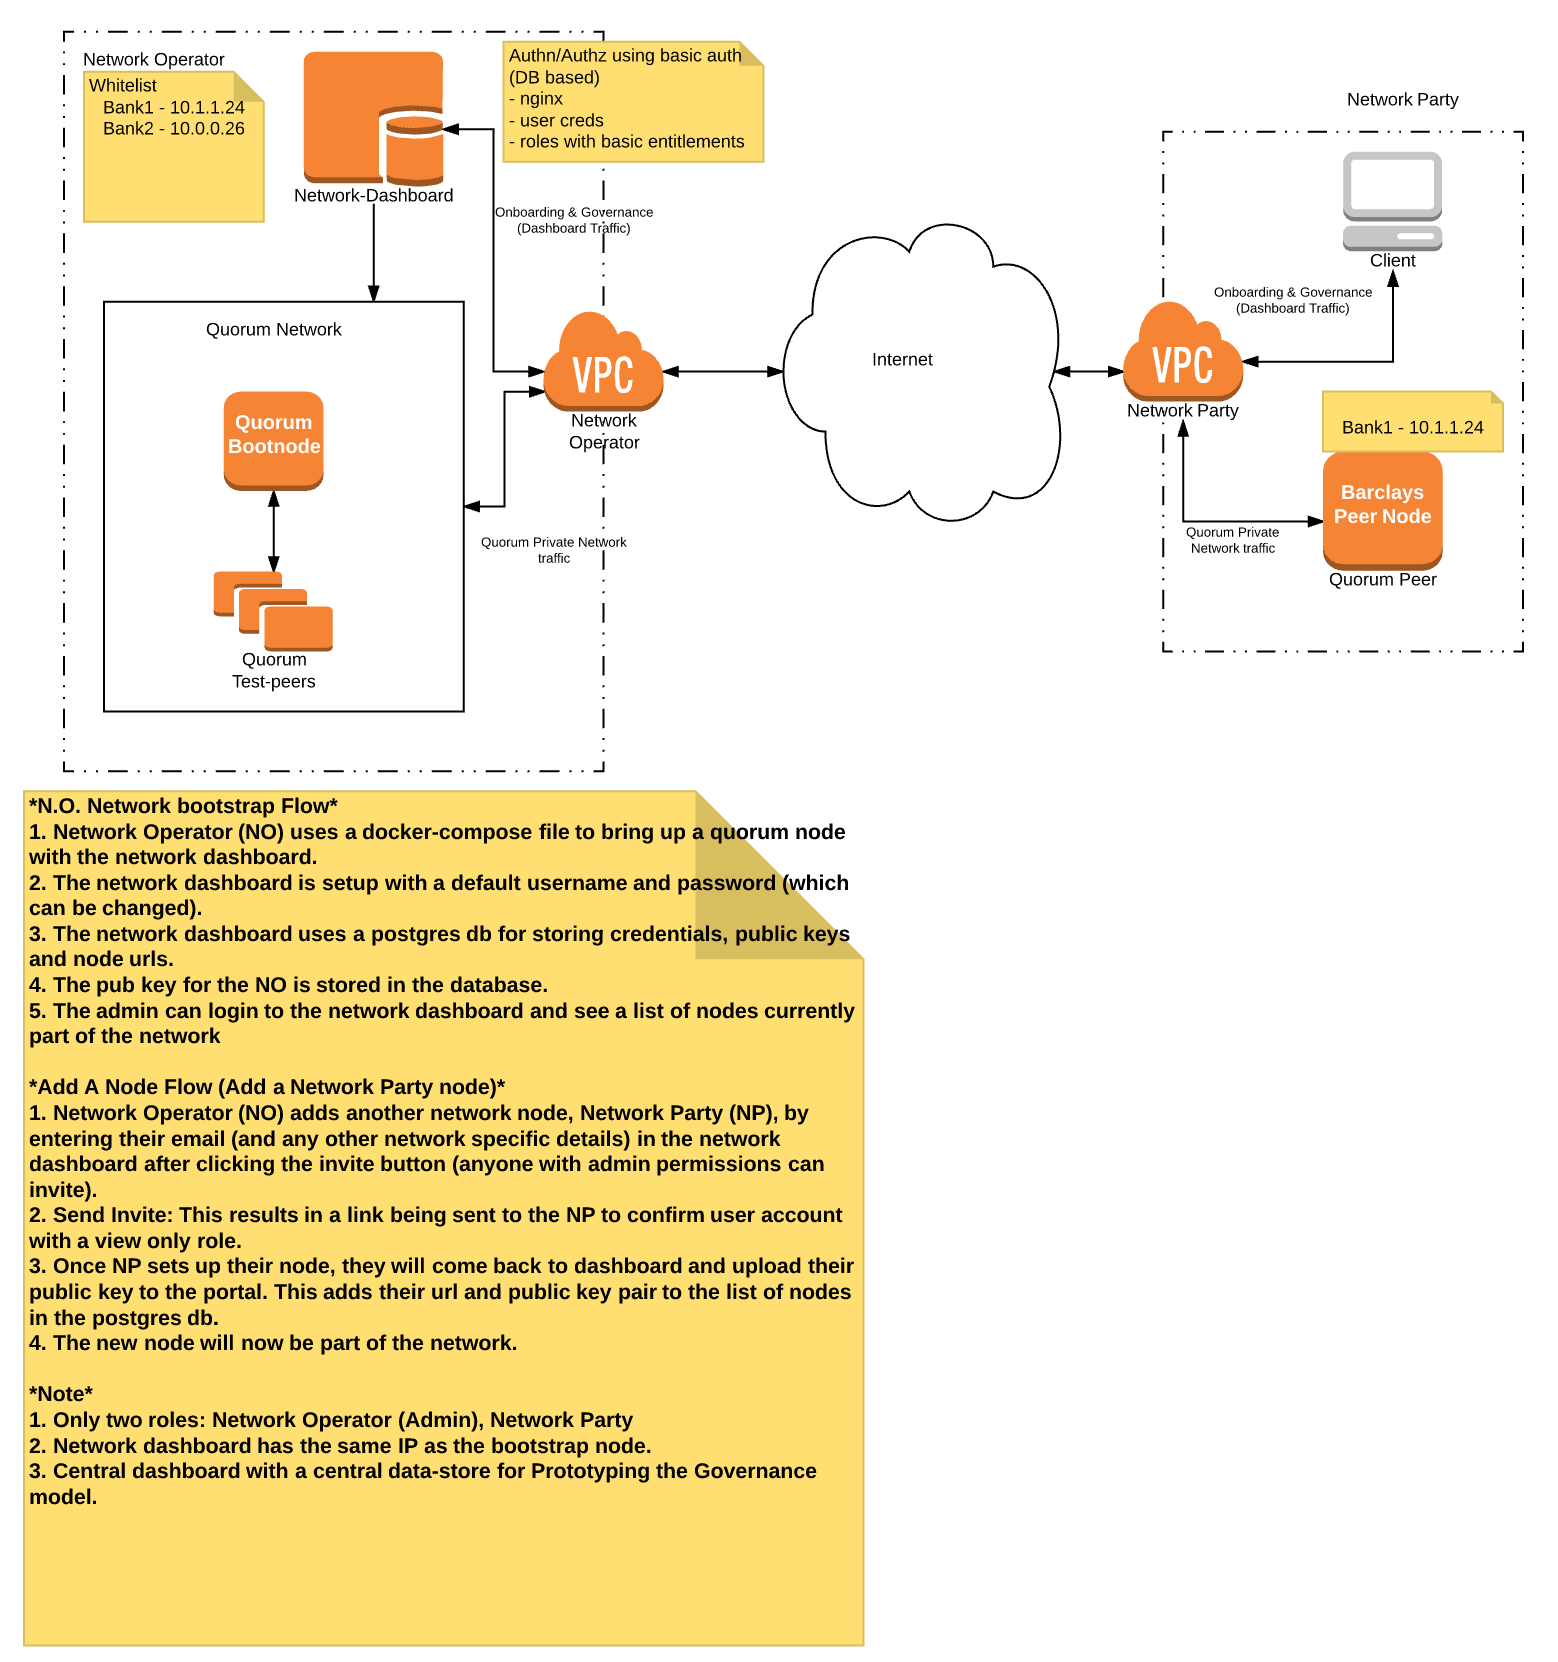 Network Operator
Whitelist
Bank1 - 10.1.1.24
Bank2 - 10.0.0.26
Network-Dashboard
Authn/Authz using basic auth
(DB based)
- nginx
- user creds
- roles with basic entitlements
Onboarding & Governance
(Dashboard Traffic)
Quorum Network
Quorum
Bootnode
Quorum
Test-peers
VPC
Network
Operator
Quorum Private Network
traffic
Internet
Network Party
Client
Onboarding & Governance
(Dashboard Traffic)
VPC
Network Party
Bank1 - 10.1.1.24
Barclays
Peer Node
Quorum Peer
Quorum Private
Network traffic
*N.O. Network bootstrap Flow*
1. Network Operator (NO) uses a docker-compose file to bring up a quorum node
with the network dashboard.
2. The network dashboard is setup with a default username and password (which
can be changed).
3. The network dashboard uses a postgres db for storing credentials, public keys
and node urls.
4. The pub key for the NO is stored in the database.
5. The admin can login to the network dashboard and see a list of nodes currently
part of the network
*Add A Node Flow (Add a Network Party node)*
1. Network Operator (NO) adds another network node, Network Party (NP), by
entering their email (and any other network specific details) in the network
dashboard after clicking the invite button (anyone with admin permissions can
invite).
2. Send Invite: This results in a link being sent to the NP to confirm user account
with a view only role.
3. Once NP sets up their node, they will come back to dashboard and upload their
public key to the portal. This adds their url and public key pair to the list of nodes
in the postgres db.
4. The new node will now be part of the network.
*Note*
1. Only two roles: Network Operator (Admin), Network Party
2. Network dashboard has the same IP as the bootstrap node.
3. Central dashboard with a central data-store for Prototyping the Governance
model.